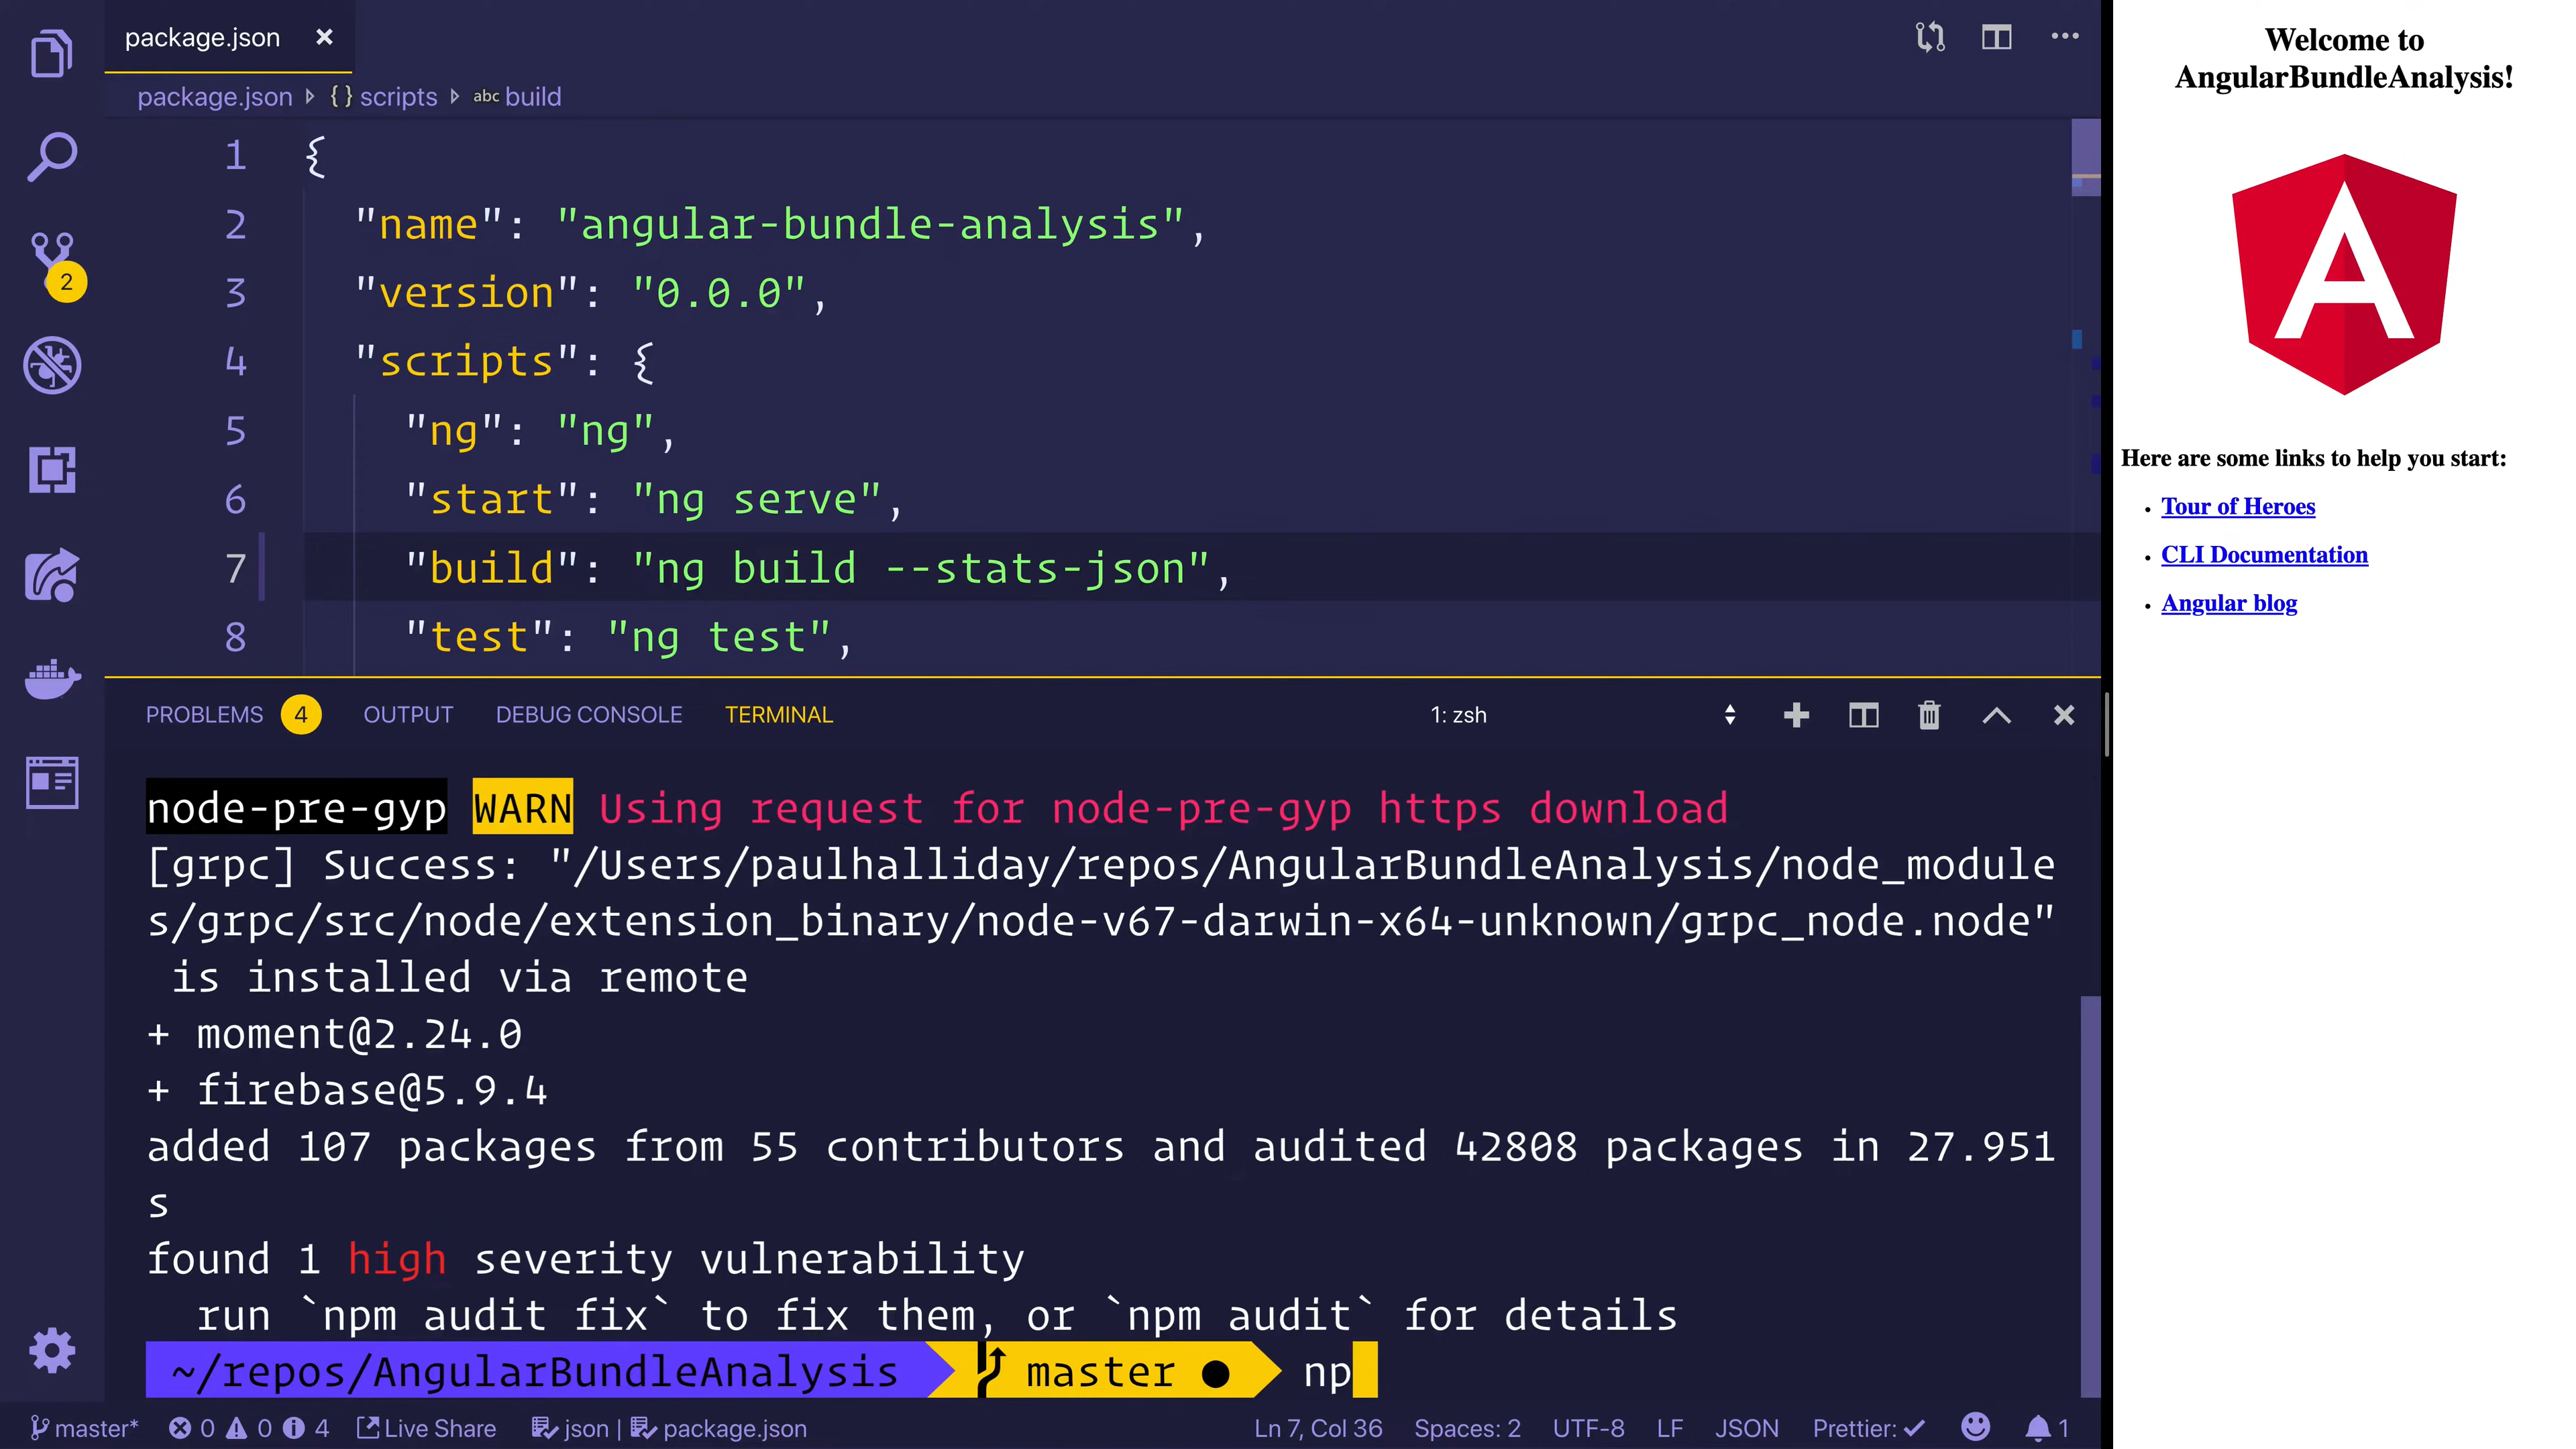 package.json
package.json {} scripts abc build
1 {
2 "name": "angular-bundle-analysis",
3 "version": "0.0.0",
4 "scripts": {
5 "ng": "ng",
6 "start": "ng serve",
7 "build": "ng build --stats-json",
8 "test": "ng test",
2
PROBLEMS 4 OUTPUT DEBUG CONSOLE TERMINAL 1: zsh
node-pre-gyp WARN Using request for node-pre-gyp https download
[grpc] Success: "/Users/paulhalliday/repos/AngularBundleAnalysis/node_module
s/grpc/src/node/extension_binary/node-v67-darwin-x64-unknown/grpc_node.node"
is installed via remote
+ moment@2.24.0
+ firebase@5.9.4
added 107 packages from 55 contributors and audited 42808 packages in 27.951
s
found 1 high severity vulnerability
run `npm audit fix` to fix them, or `npm audit` for details
~/repos/AngularBundleAnalysis master ● np
master* 0 0 4 Live Share json | package.json Ln 7, Col 36 Spaces: 2 UTF-8 LF JSON Prettier: ✓ 1
Welcome to
AngularBundleAnalysis!
A
Here are some links to help you start:
• Tour of Heroes
• CLI Documentation
• Angular blog